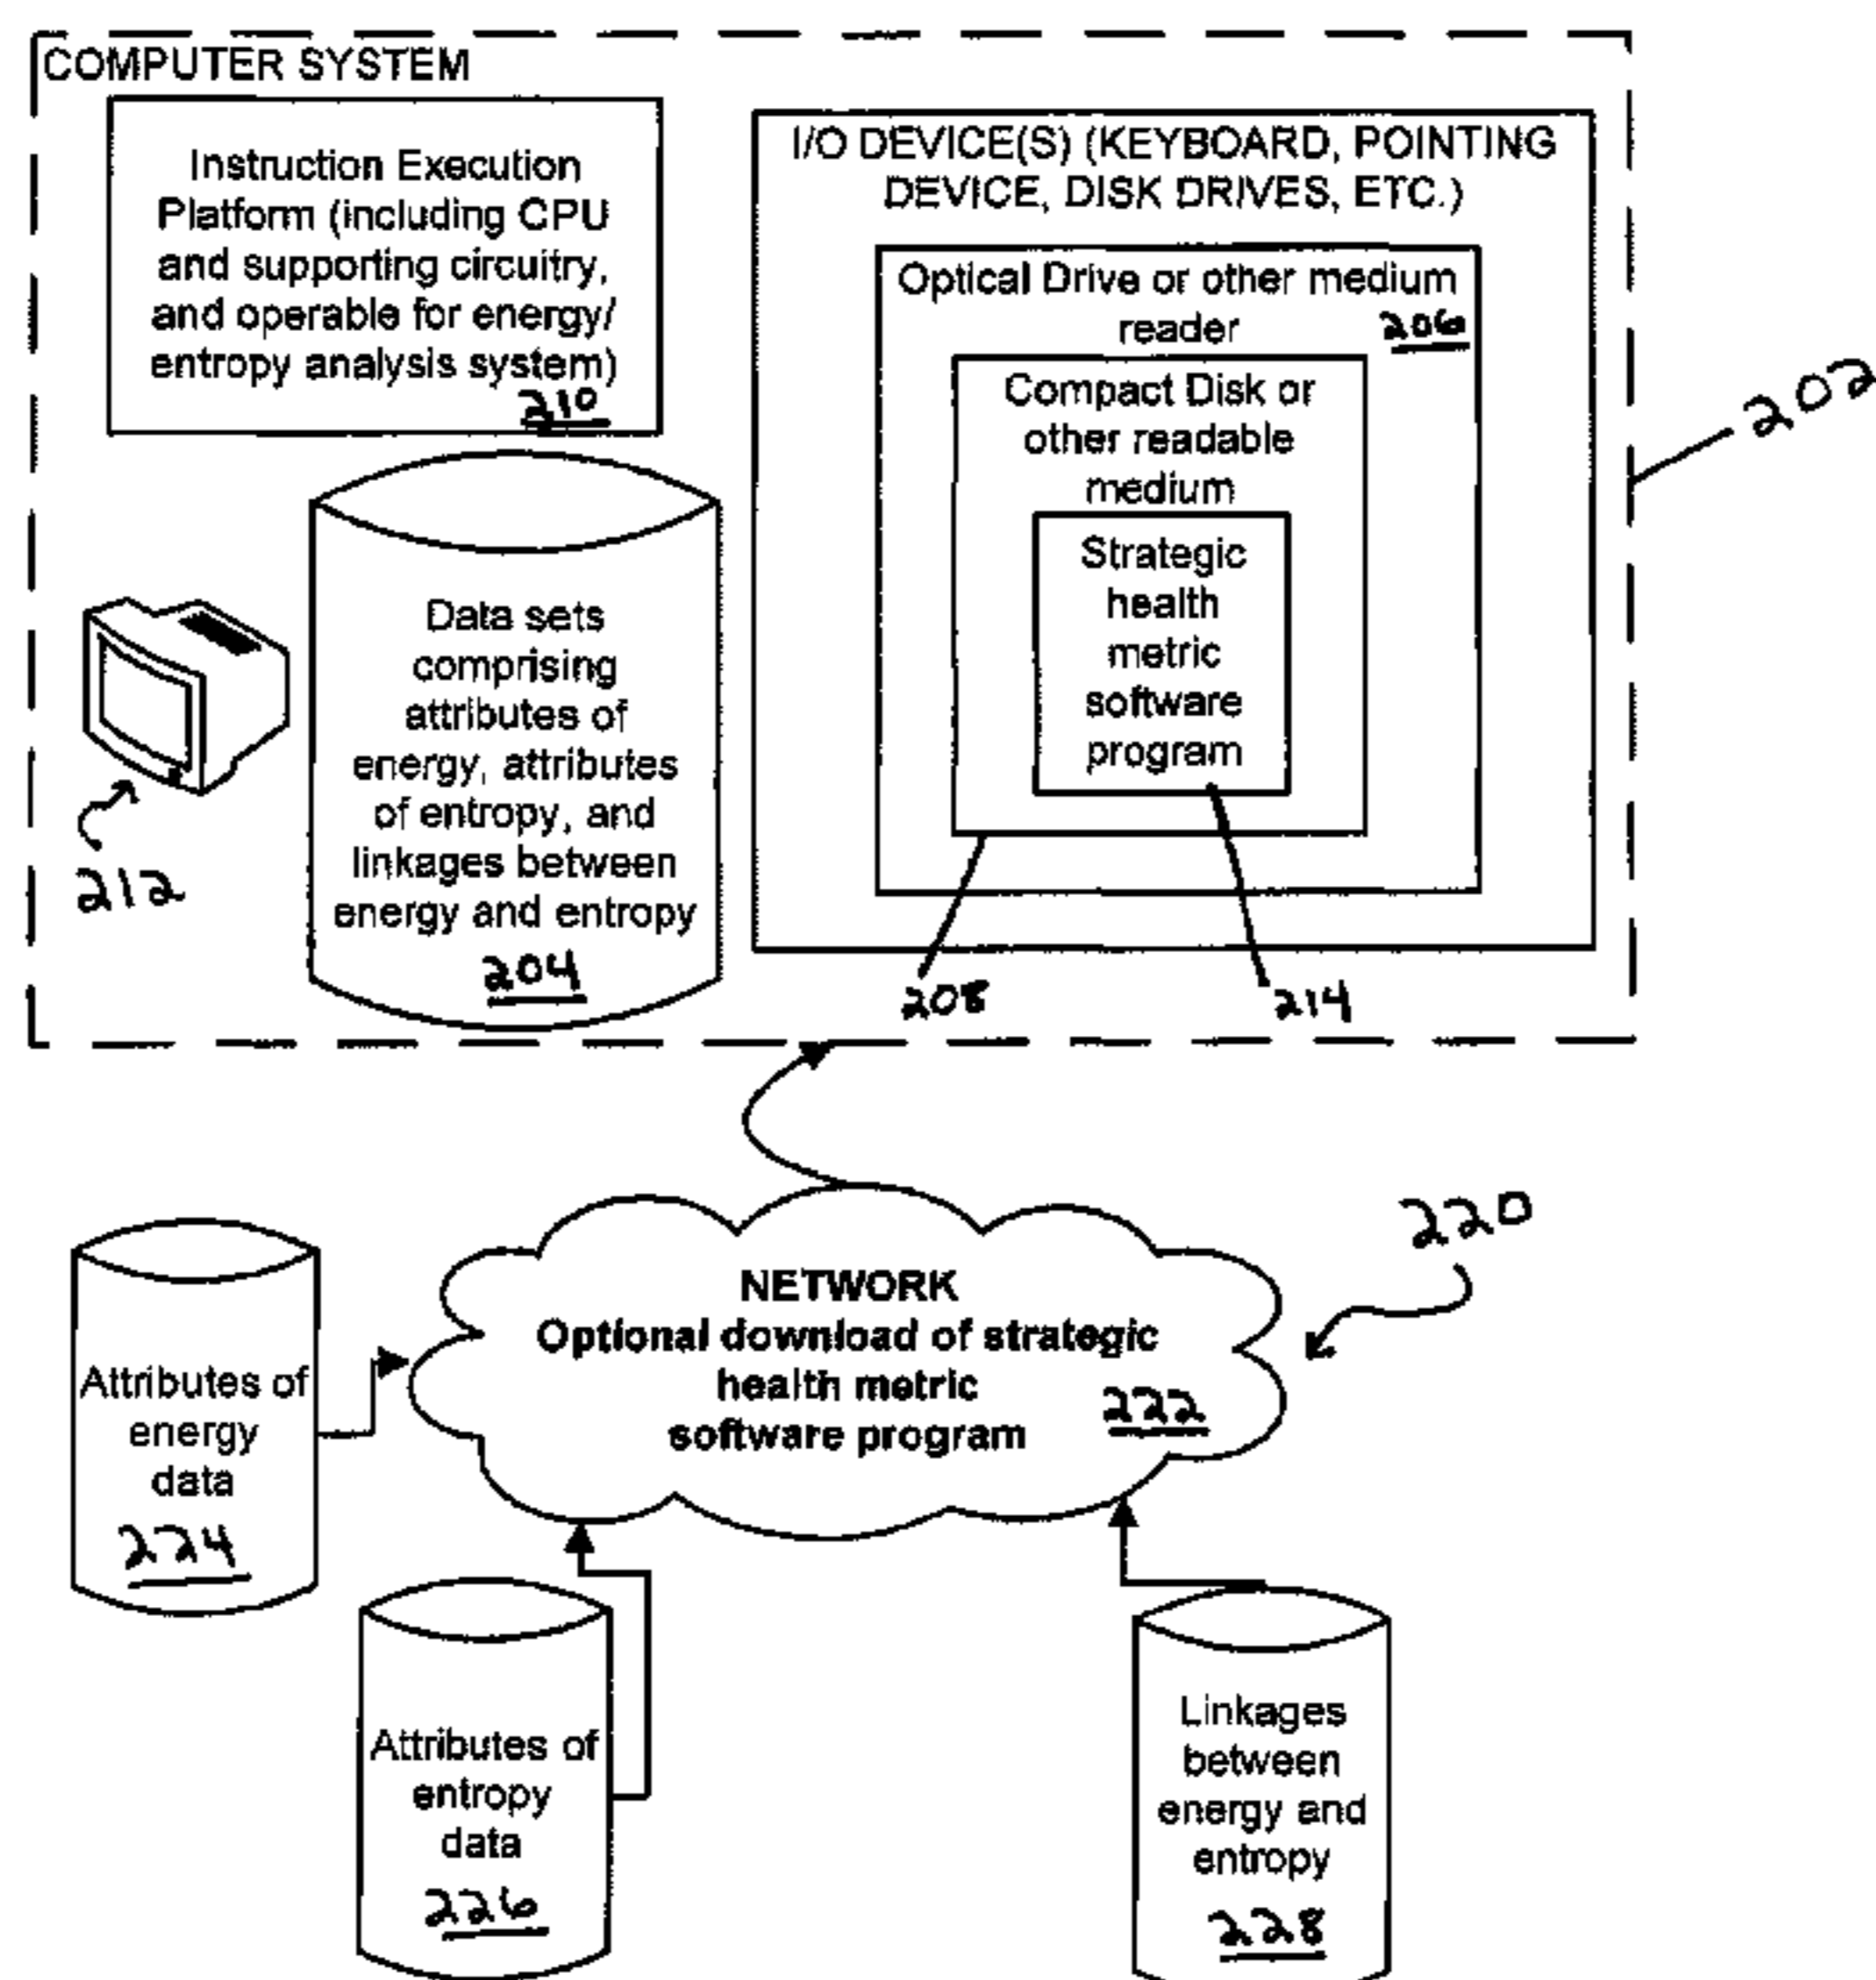 COMPUTER SYSTEM
Instruction Execution
Platform (including CPU
and supporting circuitry,
and operable for energy/
entropy analysis system)
210
I/O DEVICE(S) (KEYBOARD, POINTING
DEVICE, DISK DRIVES, ETC.)
Optical Drive or other medium
reader
206
Compact Disk or
other readable
medium
Strategic
health
metric
software
program
202
212
Data sets
comprising
attributes of
energy, attributes
of entropy, and
linkages between
energy and entropy
204
208
214
220
NETWORK
Optional download of strategic
health metric
software program
222
Attributes of
energy
data
224
Attributes of
entropy
data
226
Linkages
between
energy and
entropy
228